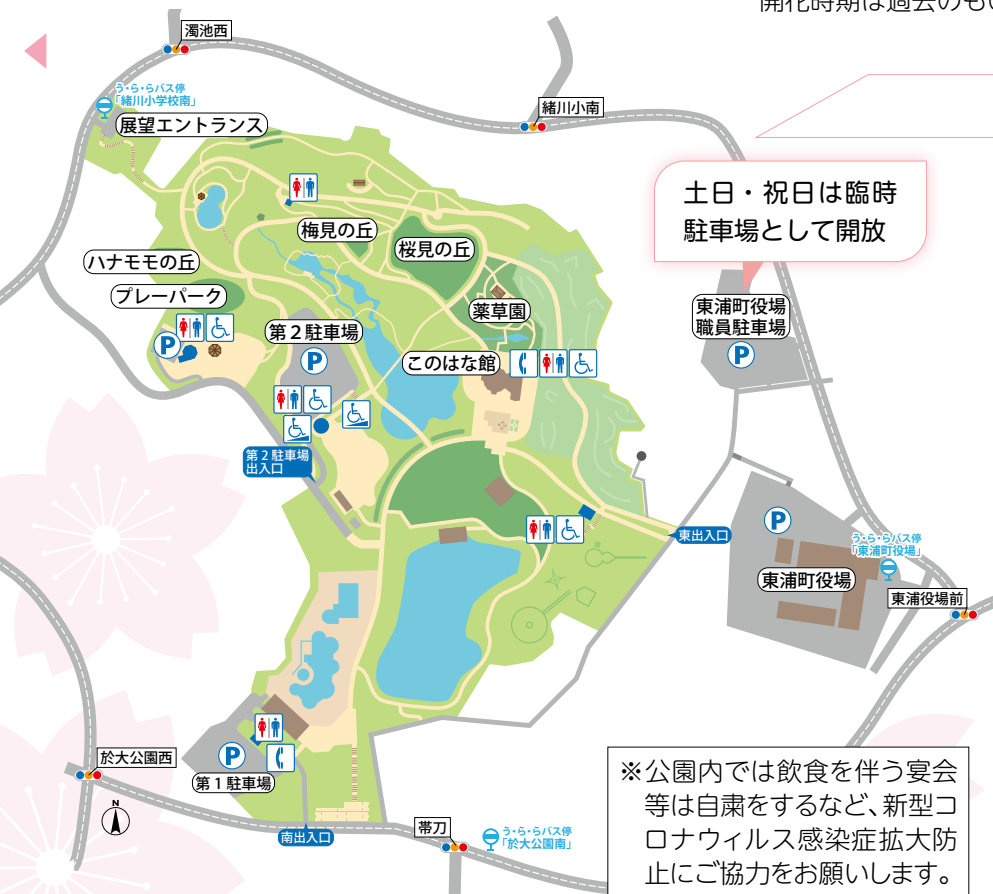 開花時期は過去のもの
濁池西
う・ら・らバス停
「緒川小学校南」
展望エントランス
緒川小南
土日・祝日は臨時
駐車場として開放
梅見の丘
桜見の丘
ハナモモの丘
プレーパーク
薬草園
東浦町役場
職員駐車場
P
第2駐車場
P
P
このはな館
第2駐車場
出入口
P
東出入口
う・ら・らバス停
「東浦町役場」
東浦町役場
東浦役場前
於大公園西
P
第1駐車場
N
南出入口
帯刀
う・ら・らバス停
「於大公園南」
※公園内では飲食を伴う宴会
等は自粛をするなど、新型コ
ロナウィルス感染症拡大防
止にご協力をお願いします。